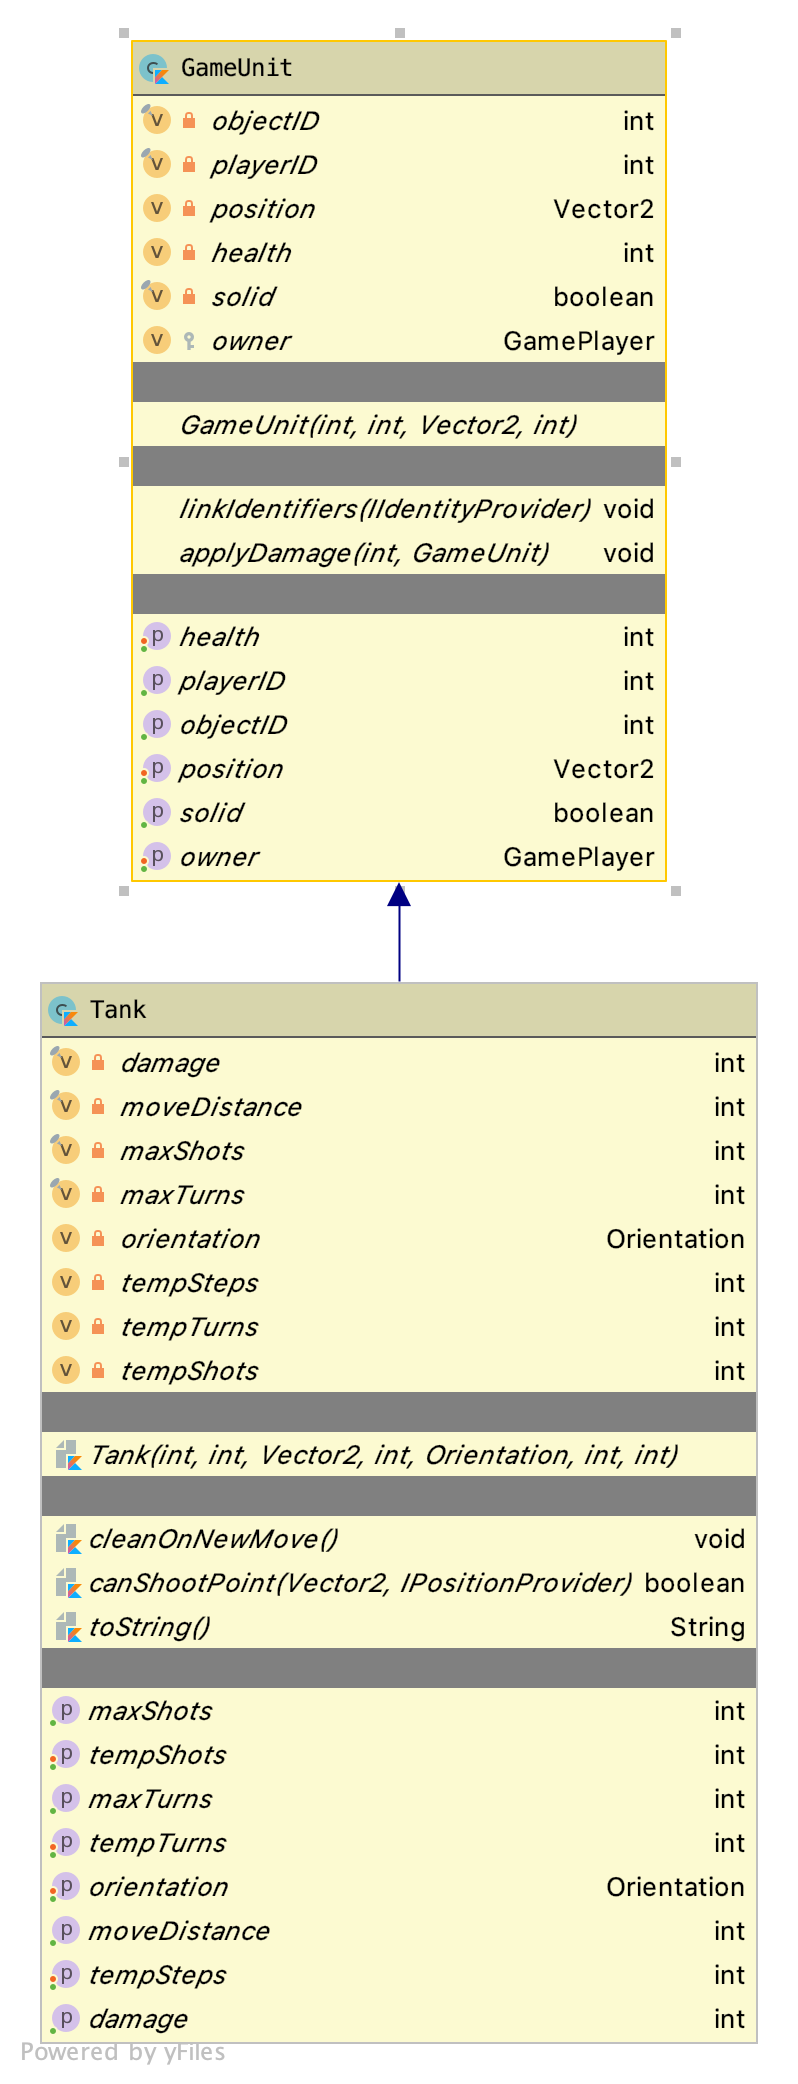 GameUnit
objectID int
playerID int
position Vector2
health int
solid boolean
owner GamePlayer
GameUnit(int, int, Vector2, int)
linkIdentifiers(IIdentityProvider) void
applyDamage(int, GameUnit) void
health int
playerID int
objectID int
position Vector2
solid boolean
owner GamePlayer
Tank
damage int
moveDistance int
maxShots int
maxTurns int
orientation Orientation
tempSteps int
tempTurns int
tempShots int
Tank(int, int, Vector2, int, Orientation, int, int)
cleanOnNewMove() void
canShootPoint(Vector2, IPositionProvider) boolean
toString() String
maxShots int
tempShots int
maxTurns int
tempTurns int
orientation Orientation
moveDistance int
tempSteps int
damage int
Powered by yFiles